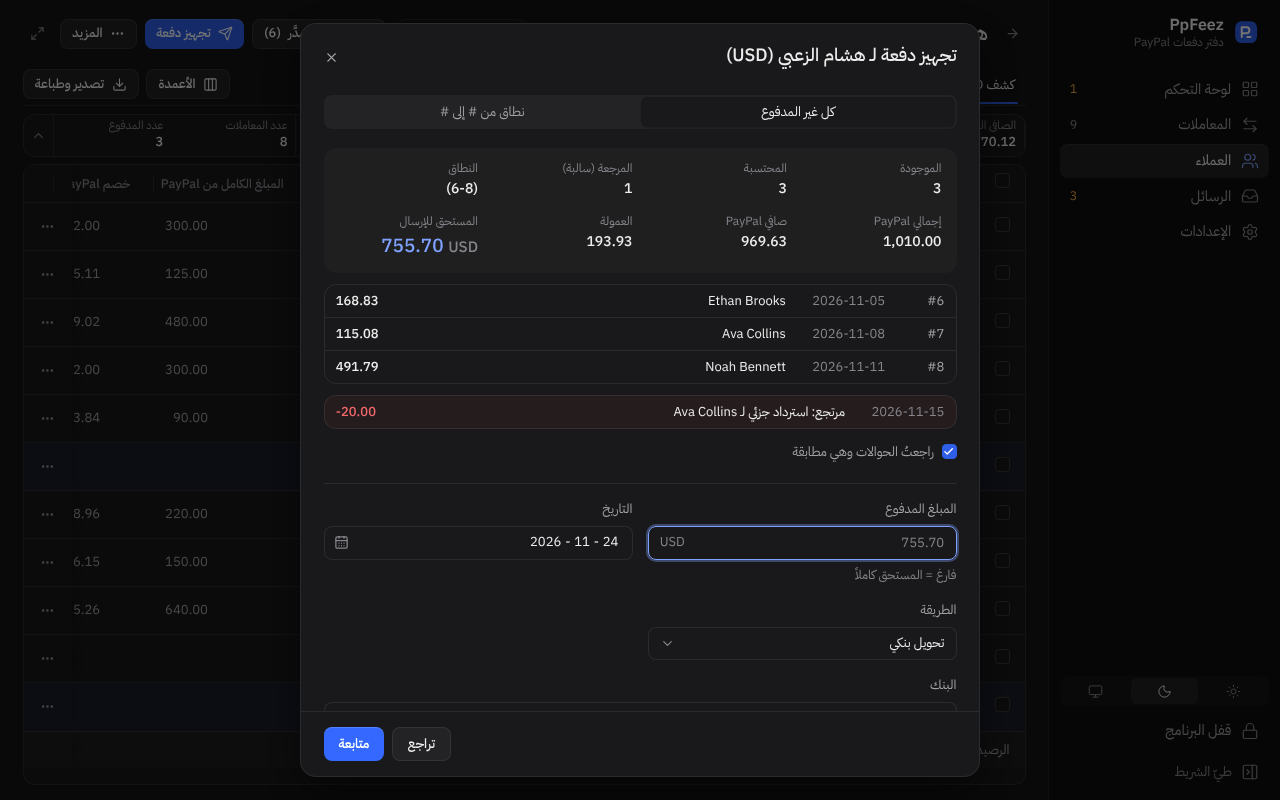 PpFeez
دفتر دفعات PayPal
لوحة التحكم
1
المعاملات
9
العملاء
الرسائل
3
الإعدادات
قفل البرنامج
طيّ الشريط
تجهيز دفعة
المزيد
(6)
كشف
الأعمدة
تصدير وطباعة
70.12
عدد المعاملات
8
عدد المدفوع
3
المبلغ الكامل من PayPal
خصم
300.00 2.00
125.00 5.11
480.00 9.02
300.00 2.00
90.00 3.84
220.00 8.96
150.00 6.15
640.00 5.26
تجهيز دفعة لـ هشام الزعبي (USD)
كل غير المدفوع
نطاق من # إلى #
الموجودة
3
المحتسبة
3
المرجعة (سالبة)
1
النطاق
(6-8)
إجمالي PayPal
1,010.00
صافي PayPal
969.63
العمولة
193.93
المستحق للإرسال
755.70 USD
#6 2026-11-05 Ethan Brooks 168.83
#7 2026-11-08 Ava Collins 115.08
#8 2026-11-11 Noah Bennett 491.79
2026-11-15 مرتجع: استرداد جزئي لـ Ava Collins -20.00
راجعتُ الحوالات وهي مطابقة
المبلغ المدفوع
755.70 USD
فارغ = المستحق كاملاً
التاريخ
2026 - 11 - 24
الطريقة
تحويل بنكي
البنك
تراجع
متابعة